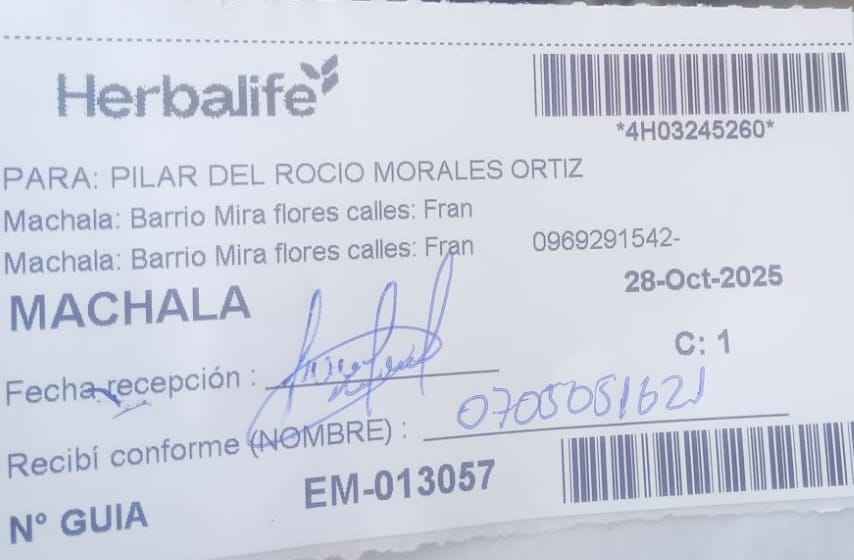 Herbalife
*4H03245260*
PARA: PILAR DEL ROCIO MORALES ORTIZ
Machala: Barrio Mira flores calles: Fran
Machala: Barrio Mira flores calles: Fran 0969291542-
MACHALA 28-Oct-2025
C: 1
Fecha recepción :
Recibí conforme (NOMBRE) : 0705051621
N° GUIA EM-013057